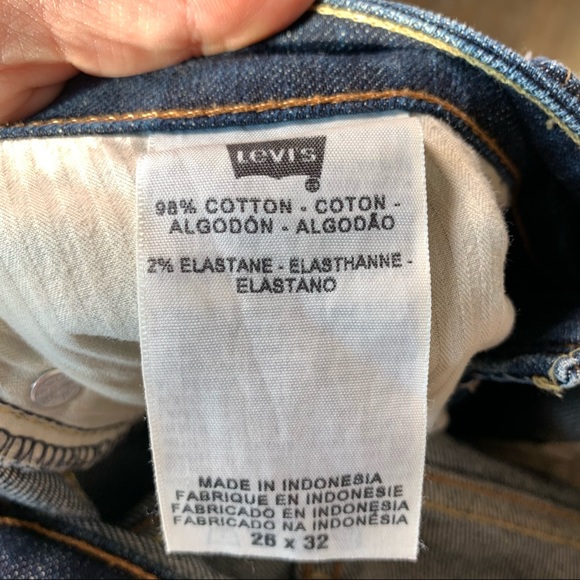 LEVI'S
®
98% COTTON - COTON -
ALGODÓN - ALGODÃO
2% ELASTANE - ELASTHANNE -
ELASTANO
MADE IN INDONESIA
FABRIQUE EN INDONESIE
FABRICADO EN INDONESIA
FABRICADO NA INDONÉSIA
26 x 32